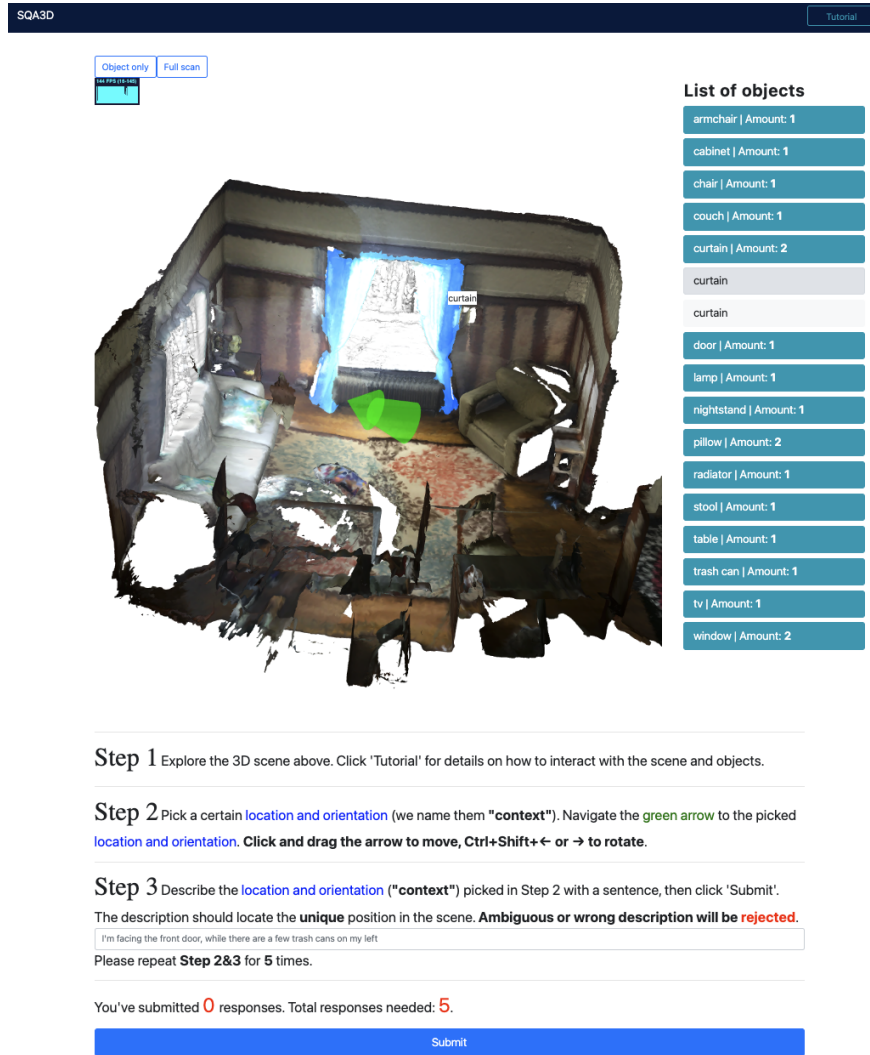 SQA3D
Tutorial
Object only
Full scan
144 FPS (16-145)
List of objects
armchair | Amount: 1
cabinet | Amount: 1
chair | Amount: 1
couch | Amount: 1
curtain | Amount: 2
curtain
curtain
curtain
door | Amount: 1
lamp | Amount: 1
nightstand | Amount: 1
pillow | Amount: 2
radiator | Amount: 1
stool | Amount: 1
table | Amount: 1
trash can | Amount: 1
tv | Amount: 1
window | Amount: 2
Step 1 Explore the 3D scene above. Click 'Tutorial' for details on how to interact with the scene and objects.
Step 2 Pick a certain location and orientation (we name them "context"). Navigate the green arrow to the picked
location and orientation. Click and drag the arrow to move, Ctrl+Shift+← or → to rotate.
Step 3 Describe the location and orientation ("context") picked in Step 2 with a sentence, then click 'Submit'.
The description should locate the unique position in the scene. Ambiguous or wrong description will be rejected.
I'm facing the front door, while there are a few trash cans on my left
Please repeat Step 2&3 for 5 times.
You've submitted 0 responses. Total responses needed: 5.
Submit